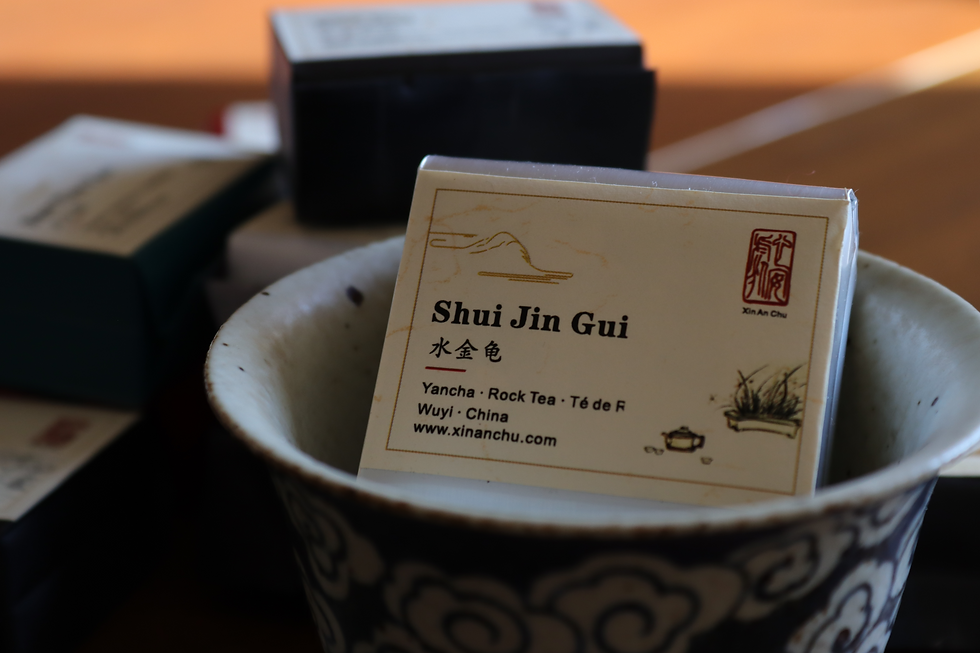 Shui Jin Gui
水金龟
Yancha · Rock Tea · Té de R
Wuyi · China
www.xinanchu.com
Xin An Chu